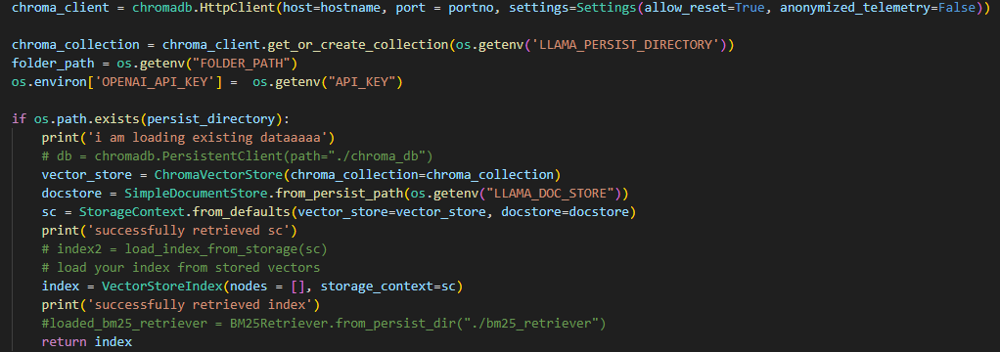 chroma_client = chromadb.HttpClient(host=hostname, port = portno, settings=Settings(allow_reset=True, anonymized_telemetry=False))
chroma_collection = chroma_client.get_or_create_collection(os.getenv('LLAMA_PERSIST_DIRECTORY'))
folder_path = os.getenv("FOLDER_PATH")
os.environ['OPENAI_API_KEY'] =  os.getenv("API_KEY")
if os.path.exists(persist_directory):
    print('i am loading existing dataaaaa')
    # db = chromadb.PersistentClient(path="./chroma_db")
    vector_store = ChromaVectorStore(chroma_collection=chroma_collection)
    docstore = SimpleDocumentStore.from_persist_path(os.getenv("LLAMA_DOC_STORE"))
    sc = StorageContext.from_defaults(vector_store=vector_store, docstore=docstore)
    print('successfully retrieved sc')
    # index2 = load_index_from_storage(sc)
    # load your index from stored vectors
    index = VectorStoreIndex(nodes = [], storage_context=sc)
    print('successfully retrieved index')
    #loaded_bm25_retriever = BM25Retriever.from_persist_dir("./bm25_retriever")
    return index